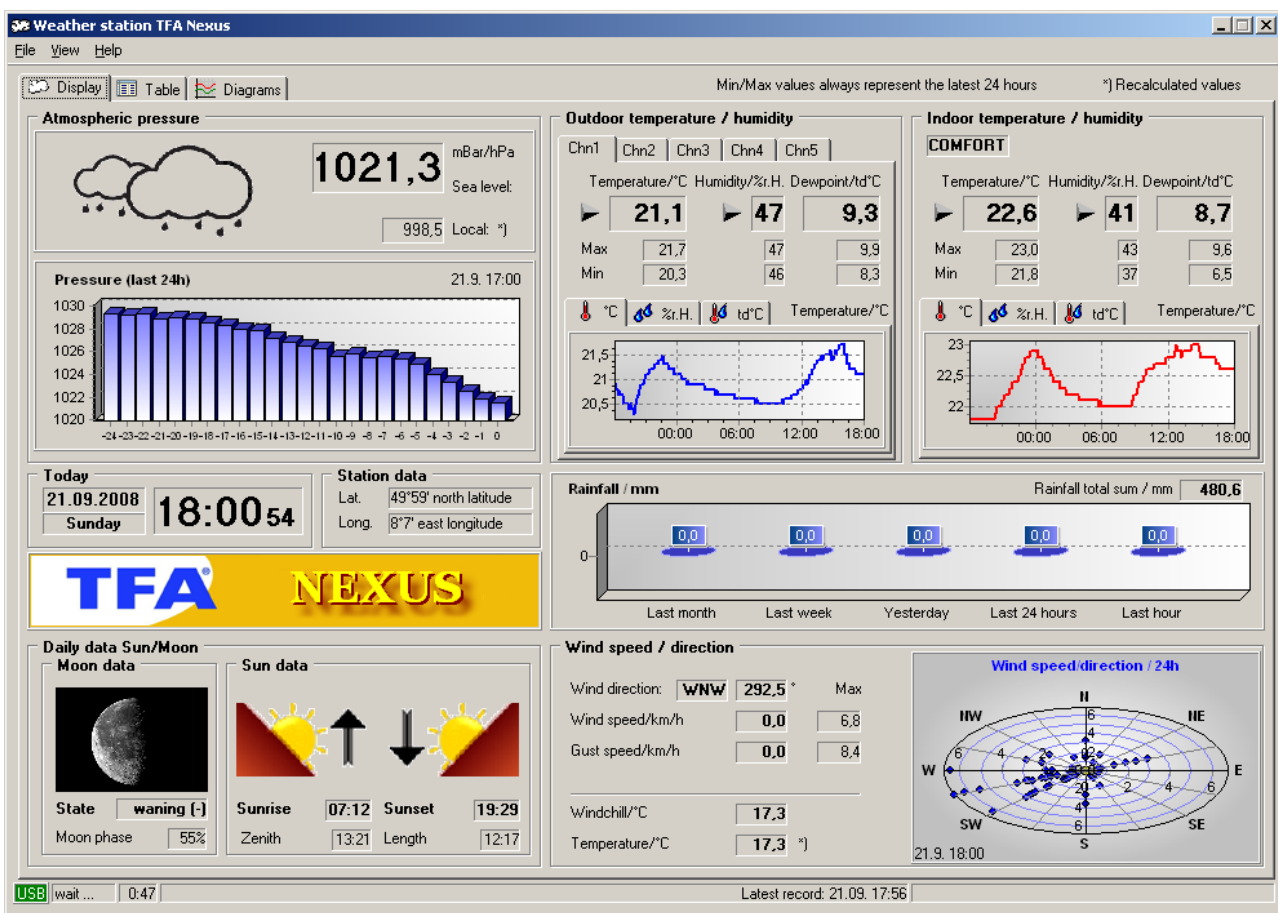 Weather station TFA Nexus
File View Help
Display Table Diagrams
Min/Max values always represent the latest 24 hours *) Recalculated values
Atmospheric pressure
1021,3 mBar/hPa
Sea level:
998,5 Local: *)
Pressure (last 24h) 21.9. 17:00
1030
1028
1026
1024
1022
1020
-24 -23 -22 -21 -20 -19 -18 -17 -16 -15 -14 -13 -12 -11 -10 -9 -8 -7 -6 -5 -4 -3 -2 -1 0
Outdoor temperature / humidity
Chn1 Chn2 Chn3 Chn4 Chn5
Temperature/°C Humidity/%r.H. Dewpoint/td°C
21,1 47 9,3
Max 21,7 47 9,9
Min 20,3 46 8,3
°C %r.H. td°C Temperature/°C
21,5
21
20,5
00:00 06:00 12:00 18:00
Indoor temperature / humidity
COMFORT
Temperature/°C Humidity/%r.H. Dewpoint/td°C
22,6 41 8,7
Max 23,0 43 9,6
Min 21,8 37 6,5
°C %r.H. td°C Temperature/°C
23
22,5
22
00:00 06:00 12:00 18:00
Today
21.09.2008
Sunday
18:00 54
Station data
Lat. 49°59' north latitude
Long. 8°7' east longitude
TFA® NEXUS
Rainfall / mm Rainfall total sum / mm 480,6
0
0,0 0,0 0,0 0,0 0,0
Last month Last week Yesterday Last 24 hours Last hour
Daily data Sun/Moon
Moon data
State waning (-)
Moon phase 55%
Sun data
Sunrise 07:12 Sunset 19:29
Zenith 13:21 Length 12:17
Wind speed / direction
Wind direction: WNW 292,5 ° Max
Wind speed/km/h 0,0 6,8
Gust speed/km/h 0,0 8,4
Windchill/°C 17,3
Temperature/°C 17,3 *)
Wind speed/direction / 24h
N
NW 6 NE
4
6 4 2 2
W E
2 4 6
4
SW 6 SE
S
21.9. 18:00
USB wait ... 0:47 Latest record: 21.09. 17:56